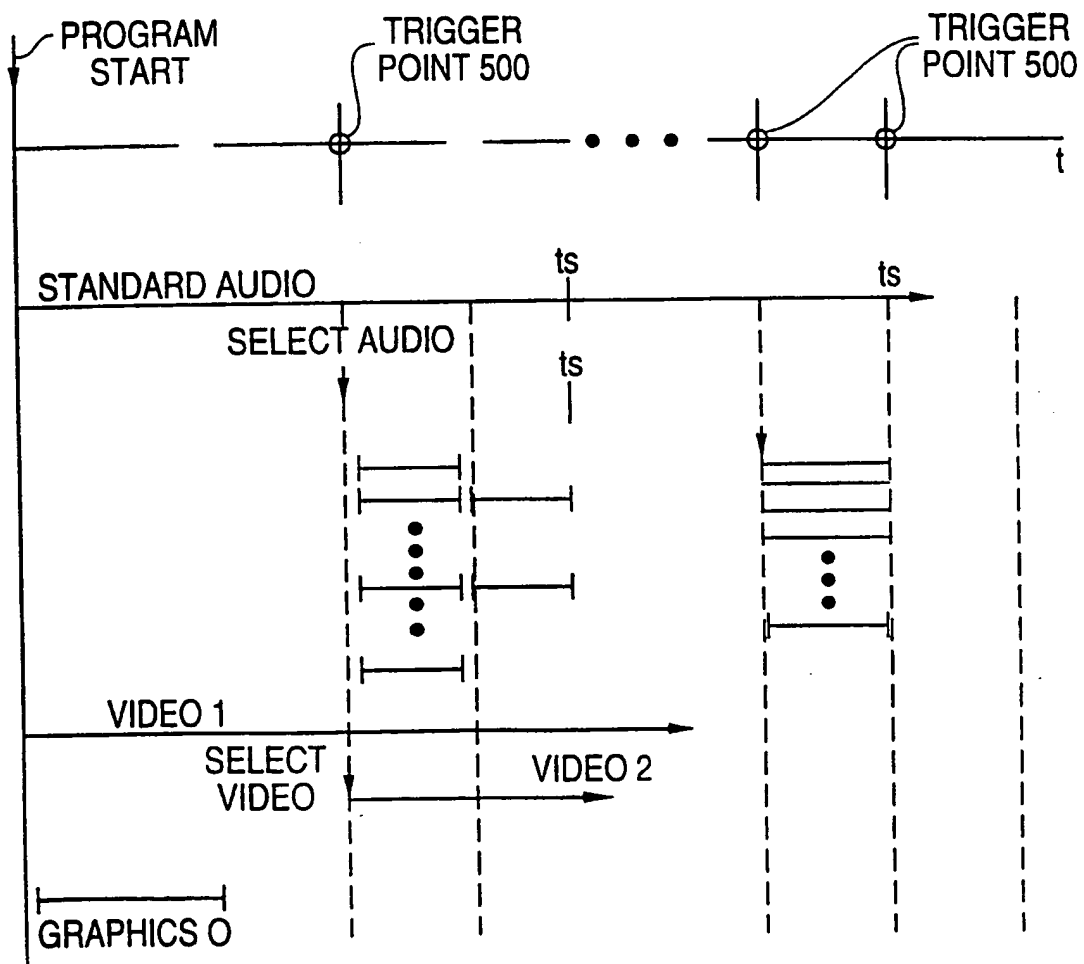 PROGRAM
START
TRIGGER
POINT 500
TRIGGER
POINT 500
t
STANDARD AUDIO
ts
ts
SELECT AUDIO
ts
VIDEO 1
SELECT
VIDEO
VIDEO 2
GRAPHICS O